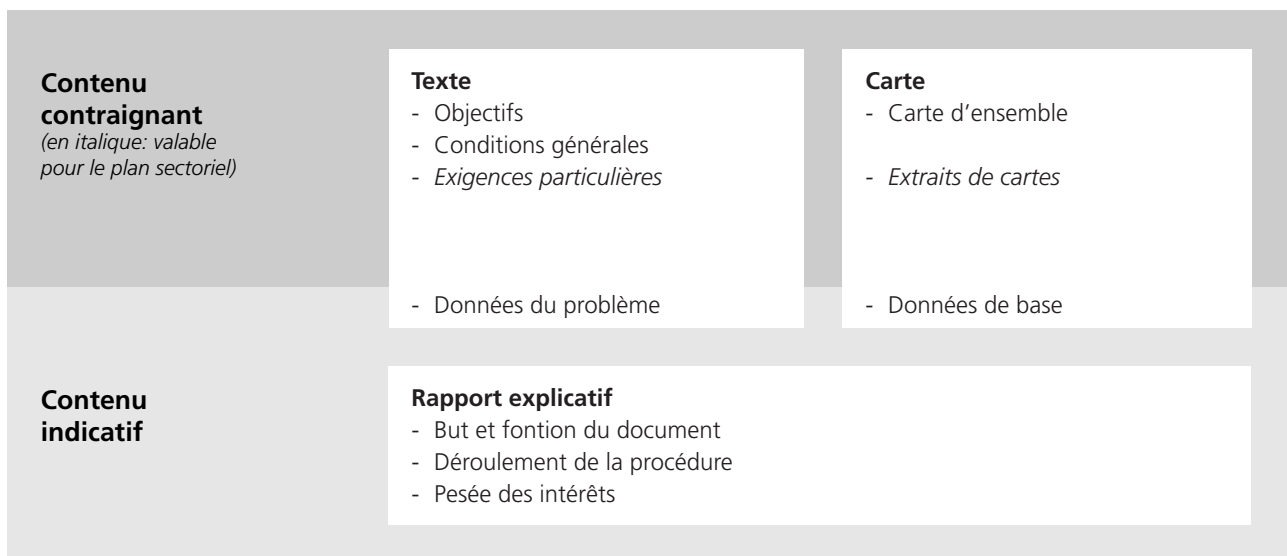 Contenu
contraignant
(en italique: valable
pour le plan sectoriel)
Texte
- Objectifs
- Conditions générales
- Exigences particulières
- Données du problème
Carte
- Carte d’ensemble
- Extraits de cartes
- Données de base
Contenu
indicatif
Rapport explicatif
- But et fontion du document
- Déroulement de la procédure
- Pesée des intérêts